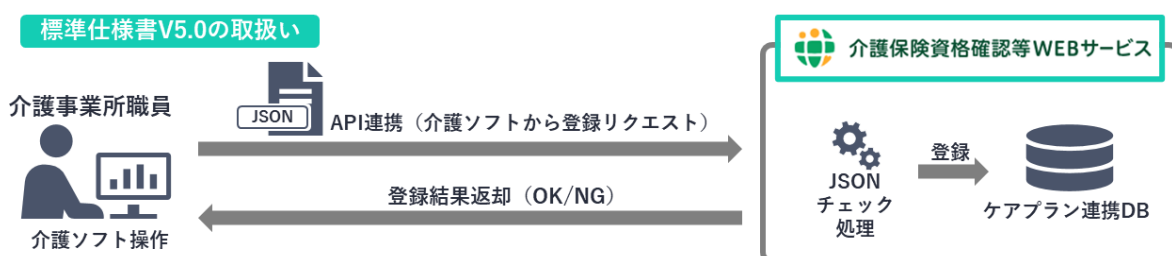 標準仕様書V5.0の取扱い
介護保険資格確認等WEBサービス
介護事業所職員
JSON
API連携（介護ソフトから登録リクエスト）
登録結果返却（OK/NG）
介護ソフト操作
JSON
チェック
処理
登録
ケアプラン連携DB